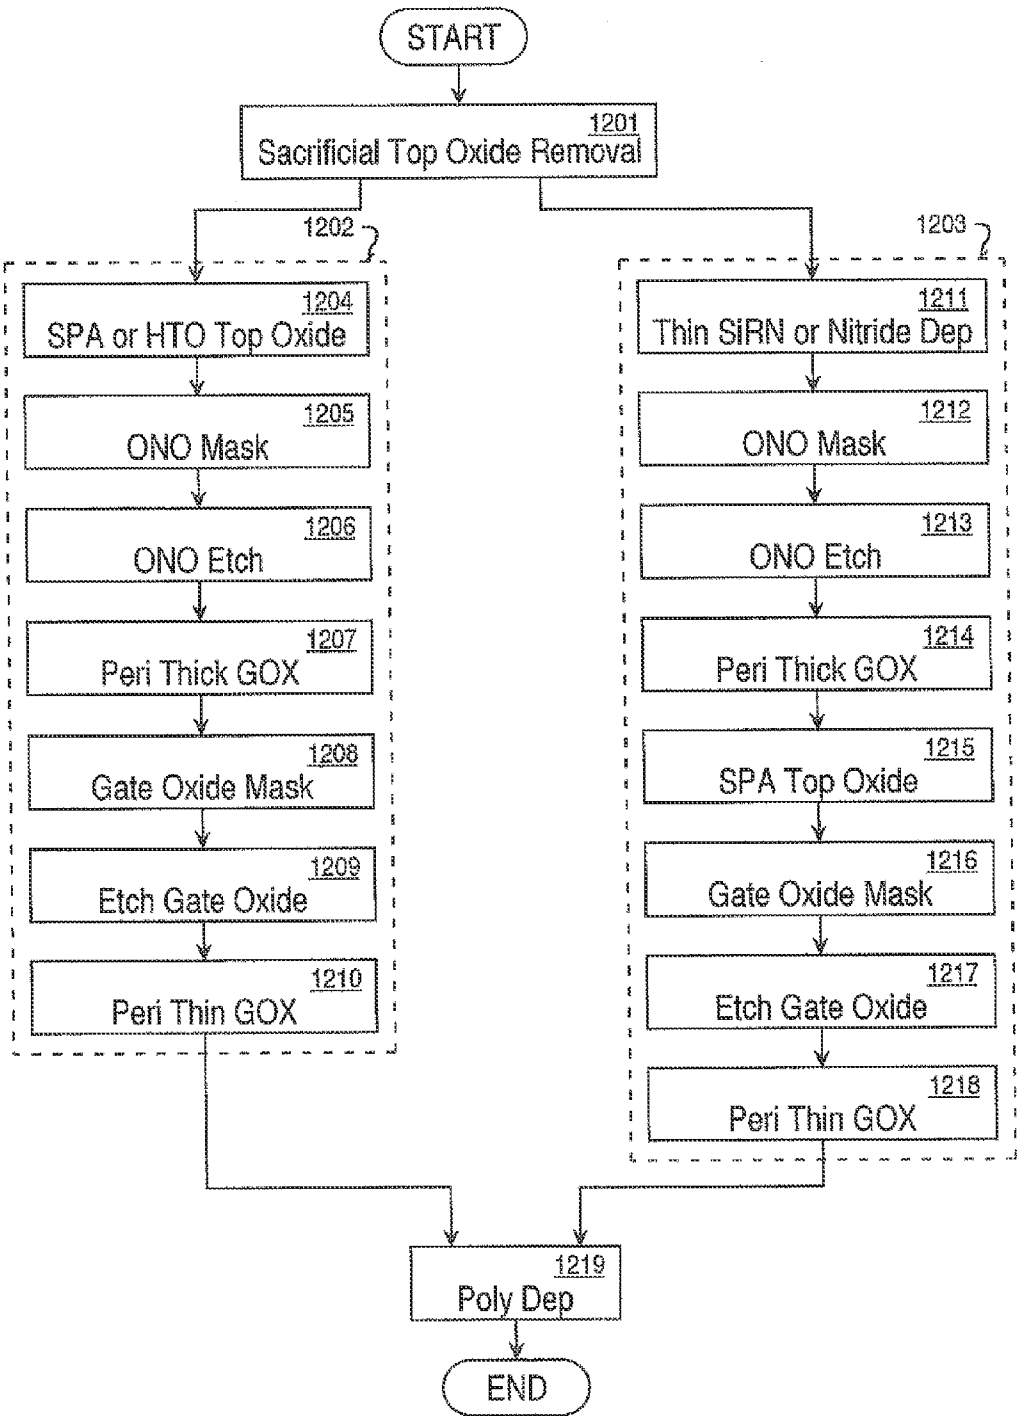 START
1201
Sacrificial Top Oxide Removal
1202
1204
SPA or HTO Top Oxide
1205
ONO Mask
1206
ONO Etch
1207
Peri Thick GOX
1208
Gate Oxide Mask
1209
Etch Gate Oxide
1210
Peri Thin GOX
1203
1211
Thin SiRN or Nitride Dep
1212
ONO Mask
1213
ONO Etch
1214
Peri Thick GOX
1215
SPA Top Oxide
1216
Gate Oxide Mask
1217
Etch Gate Oxide
1218
Peri Thin GOX
1219
Poly Dep
END